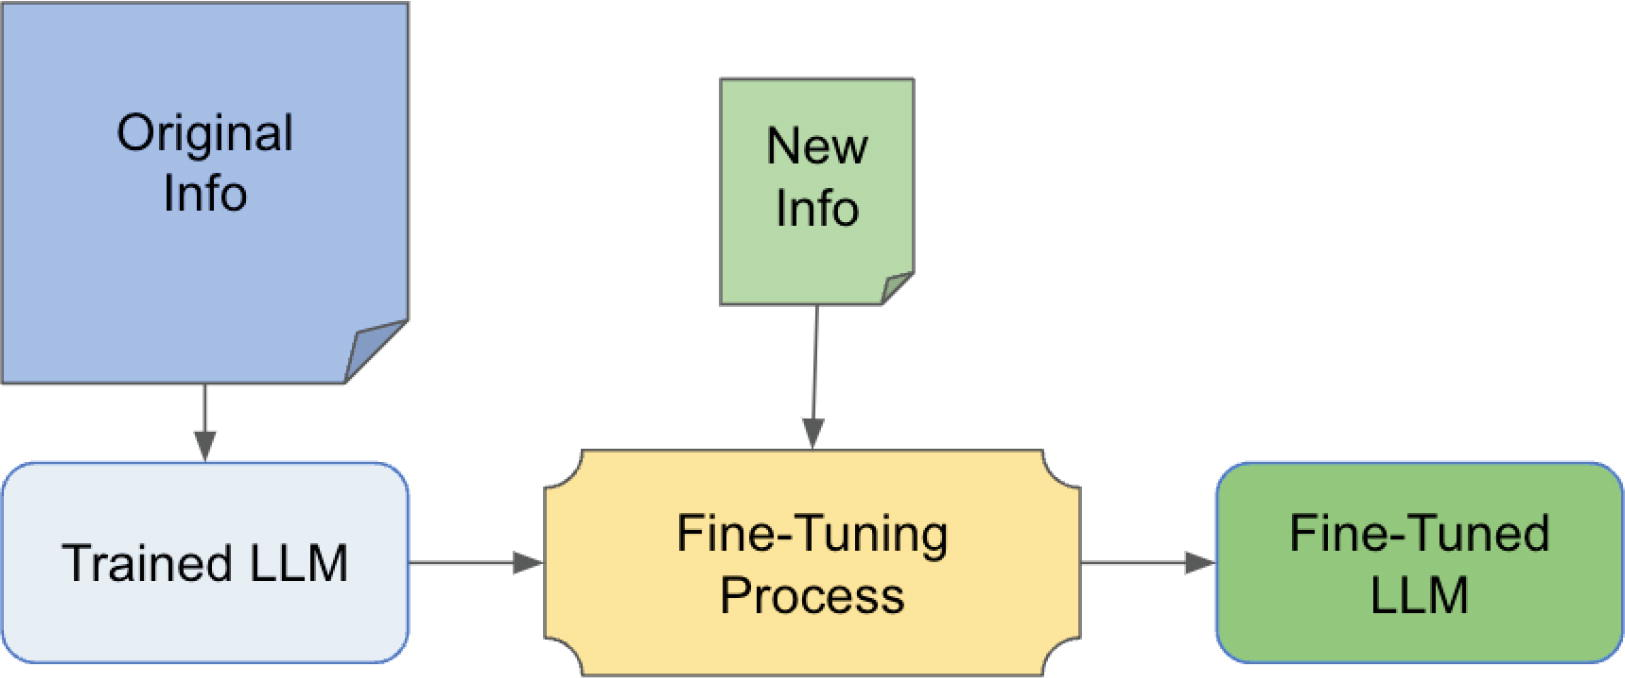 Original
Info
New
Info
Trained LLM
Fine-Tuning
Process
Fine-Tuned
LLM